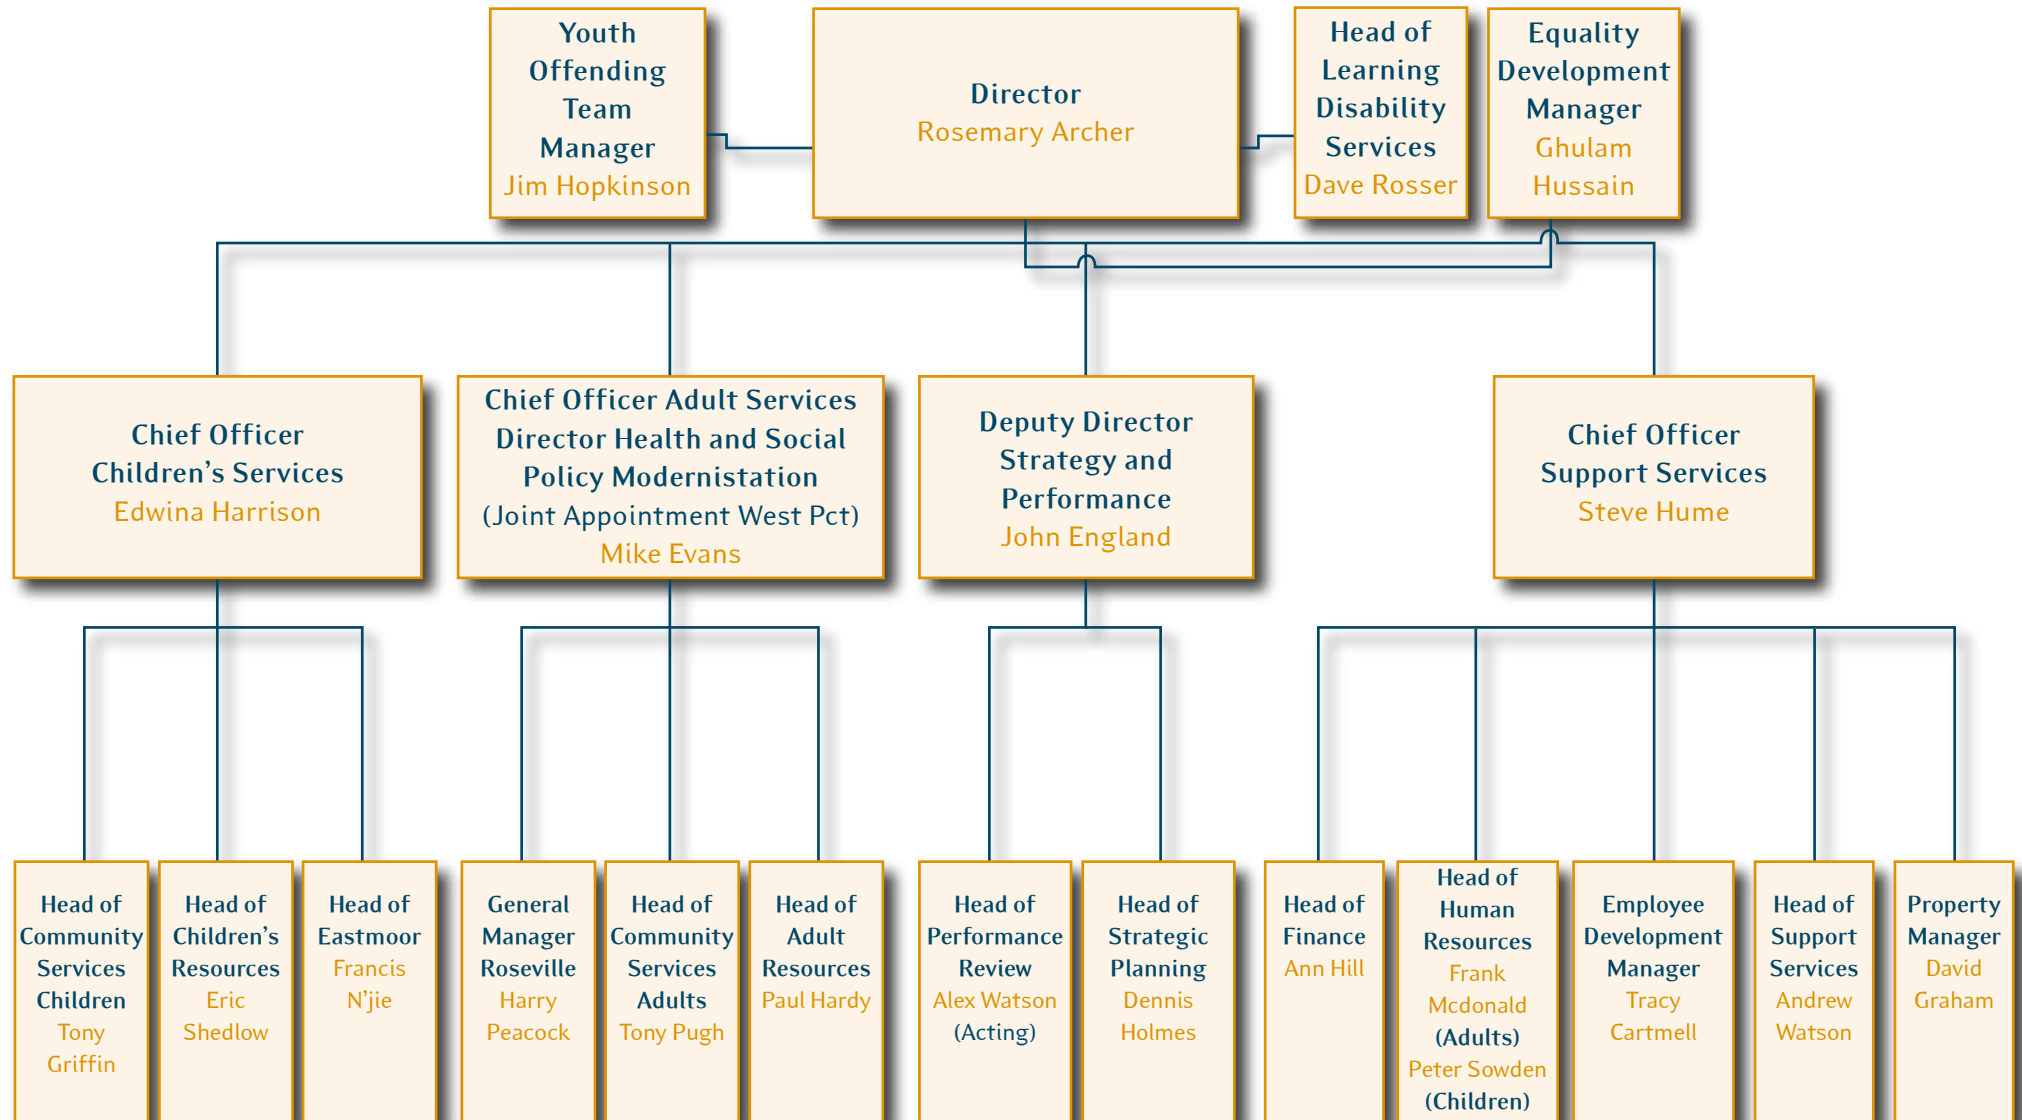 Youth
Offending
Team
Manager
Jim Hopkinson
Director
Rosemary Archer
Head of
Learning
Disability
Services
Dave Rosser
Equality
Development
Manager
Ghulam
Hussain
Chief Officer
Children’s Services
Edwina Harrison
Chief Officer Adult Services
Director Health and Social
Policy Modernistation
(Joint Appointment West Pct)
Mike Evans
Deputy Director
Strategy and
Performance
John England
Chief Officer
Support Services
Steve Hume
Head of
Community
Services
Children
Tony
Griffin
Head of
Children’s
Resources
Eric
Shedlow
Head of
Eastmoor
Francis
N’jie
General
Manager
Roseville
Harry
Peacock
Head of
Community
Services
Adults
Tony Pugh
Head of
Adult
Resources
Paul Hardy
Head of
Performance
Review
Alex Watson
(Acting)
Head of
Strategic
Planning
Dennis
Holmes
Head of
Finance
Ann Hill
Head of
Human
Resources
Frank
Mcdonald
(Adults)
Peter Sowden
(Children)
Employee
Development
Manager
Tracy
Cartmell
Head of
Support
Services
Andrew
Watson
Property
Manager
David
Graham